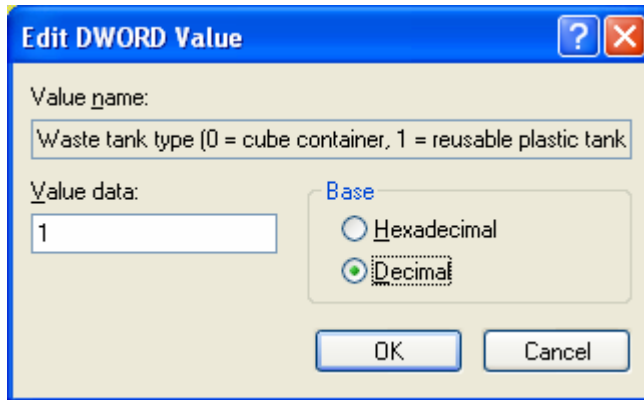 Edit DWORD Value
Value name:
Waste tank type (0 = cube container, 1 = reusable plastic tank
Value data:
1
Base
Hexadecimal
Decimal
OK
Cancel